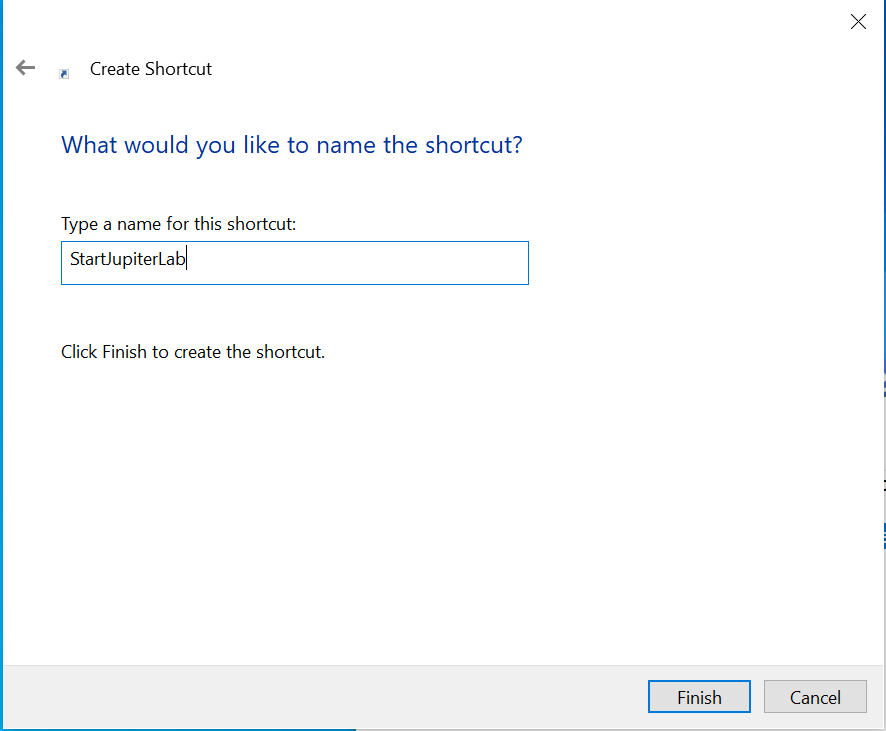 Create Shortcut
What would you like to name the shortcut?
Type a name for this shortcut:
StartJupiterLab
Click Finish to create the shortcut.
Finish
Cancel